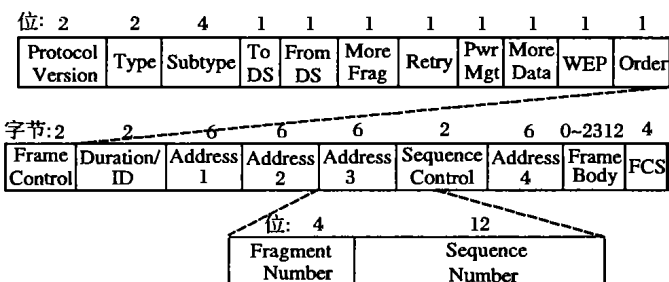 位: 2 2 4 1 1 1 1 1 1 1 1
Protocol Version Type Subtype To DS From DS More Frag Retry Pwr Mgt More Data WEP Order
字节:2 2 6 6 6 2 6 0~2312 4
Frame Control Duration/ ID Address 1 Address 2 Address 3 Sequence Control Address 4 Frame Body FCS
位: 4 12
Fragment Number Sequence Number